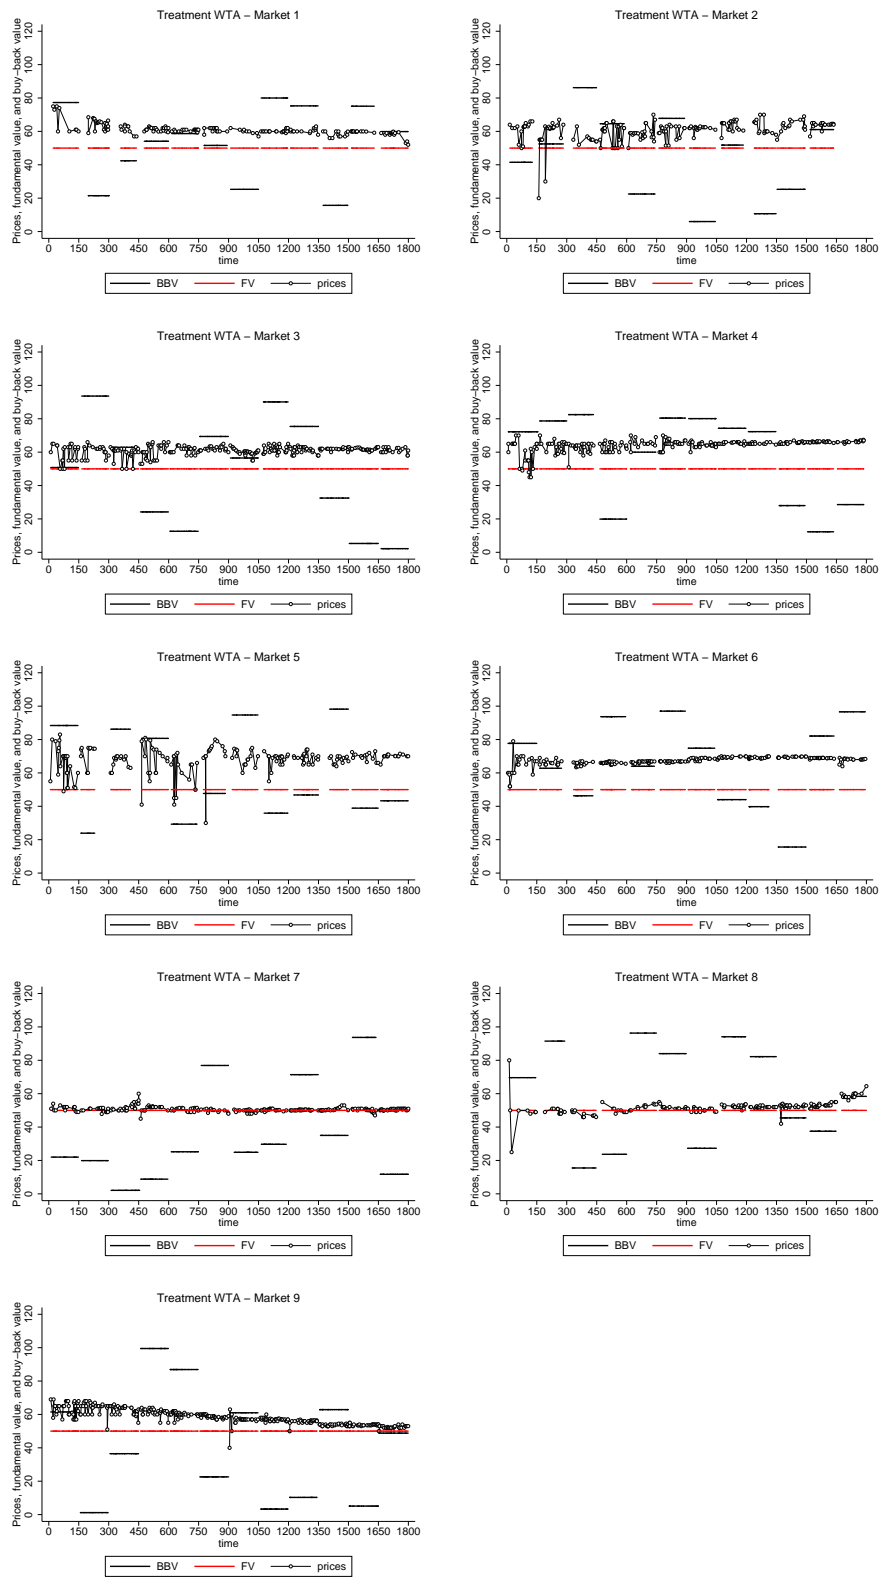 Treatment WTA – Market 1
Prices, fundamental value, and buy–back value
0 20 40 60 80 100 120
0 150 300 450 600 750 900 1050 1200 1350 1500 1650 1800
time
BBV FV prices
Treatment WTA – Market 2
Prices, fundamental value, and buy–back value
0 20 40 60 80 100 120
0 150 300 450 600 750 900 1050 1200 1350 1500 1650 1800
time
BBV FV prices
Treatment WTA – Market 3
Prices, fundamental value, and buy–back value
0 20 40 60 80 100 120
0 150 300 450 600 750 900 1050 1200 1350 1500 1650 1800
time
BBV FV prices
Treatment WTA – Market 4
Prices, fundamental value, and buy–back value
0 20 40 60 80 100 120
0 150 300 450 600 750 900 1050 1200 1350 1500 1650 1800
time
BBV FV prices
Treatment WTA – Market 5
Prices, fundamental value, and buy–back value
0 20 40 60 80 100 120
0 150 300 450 600 750 900 1050 1200 1350 1500 1650 1800
time
BBV FV prices
Treatment WTA – Market 6
Prices, fundamental value, and buy–back value
0 20 40 60 80 100 120
0 150 300 450 600 750 900 1050 1200 1350 1500 1650 1800
time
BBV FV prices
Treatment WTA – Market 7
Prices, fundamental value, and buy–back value
0 20 40 60 80 100 120
0 150 300 450 600 750 900 1050 1200 1350 1500 1650 1800
time
BBV FV prices
Treatment WTA – Market 8
Prices, fundamental value, and buy–back value
0 20 40 60 80 100 120
0 150 300 450 600 750 900 1050 1200 1350 1500 1650 1800
time
BBV FV prices
Treatment WTA – Market 9
Prices, fundamental value, and buy–back value
0 20 40 60 80 100 120
0 150 300 450 600 750 900 1050 1200 1350 1500 1650 1800
time
BBV FV prices